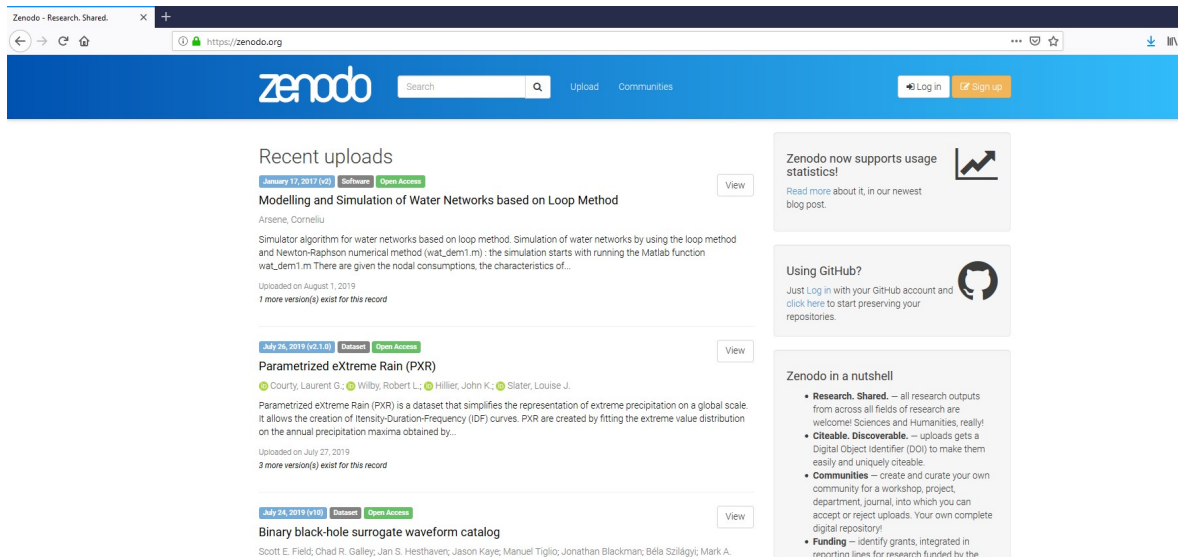 Zenodo - Research. Shared.
https://zenodo.org
zenodo
Search
Upload
Communities
Log in
Sign up
Recent uploads
January 17, 2017 (v2) Software Open Access
View
Modelling and Simulation of Water Networks based on Loop Method
Arsene, Corneliu
Simulator algorithm for water networks based on loop method. Simulation of water networks by using the loop method
and Newton-Raphson numerical method (wat_dem1.m) : the simulation starts with running the Matlab function
wat_dem1.m There are given the nodal consumptions, the characteristics of...
Uploaded on August 1, 2019
1 more version(s) exist for this record
July 26, 2019 (v2.1.0) Dataset Open Access
View
Parametrized eXtreme Rain (PXR)
Courty, Laurent G.; Wilby, Robert L.; Hillier, John K.; Slater, Louise J.
Parametrized eXtreme Rain (PXR) is a dataset that simplifies the representation of extreme precipitation on a global scale.
It allows the creation of Itensity-Duration-Frequency (IDF) curves. PXR are created by fitting the extreme value distribution
on the annual precipitation maxima obtained by...
Uploaded on July 27, 2019
3 more version(s) exist for this record
July 24, 2019 (v10) Dataset Open Access
View
Binary black-hole surrogate waveform catalog
Scott E. Field; Chad R. Galley; Jan S. Hesthaven; Jason Kaye; Manuel Tiglio; Jonathan Blackman; Béla Szilágyi; Mark A.
Zenodo now supports usage
statistics!
Read more about it, in our newest
blog post.
Using GitHub?
Just Log in with your GitHub account and
click here to start preserving your
repositories.
Zenodo in a nutshell
• Research. Shared. — all research outputs
from across all fields of research are
welcome! Sciences and Humanities, really!
• Citeable. Discoverable. — uploads gets a
Digital Object Identifier (DOI) to make them
easily and uniquely citeable.
• Communities — create and curate your own
community for a workshop, project,
department, journal, into which you can
accept or reject uploads. Your own complete
digital repository!
• Funding — identify grants, integrated in
reporting lines for research funded by the